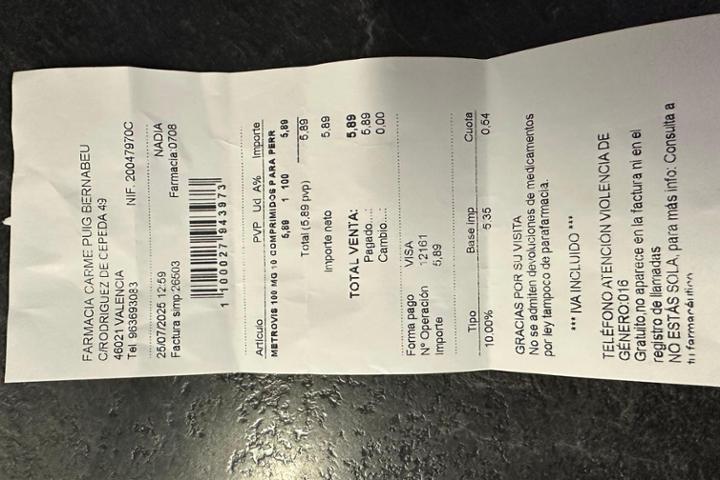 FARMACIA CARME PUIG BERNABEU
C/RODRIGUEZ DE CEPEDA 49
46021 VALENCIA
Tel 963693083 NIF. 20047970C
25/07/2025 12:59 NADIA
Factura simp:26503 Farmacia:0708
1 100027 943973
Artículo PVP Ud A% Importe
METROVIS 100 MG 10 COMPRIMIDOS PARA PERR
5,89 1 100 5,89
Total (5,89 pvp) 5,89
Importe neto 5,89
TOTAL VENTA: 5,89
Pagado...: 5,89
Cambio...: 0,00
Forma pago VISA
Nº Operación 12161
Importe 5,89
Tipo Base Imp Cuota
10,00% 5,35 0,54
GRACIAS POR SU VISITA
No se admiten devoluciones de medicamentos
por ley tampoco de parafarmacia.
*** IVA INCLUIDO ***
TELÉFONO ATENCIÓN VIOLENCIA DE
GÉNERO:016
Gratuito,no aparece en la factura ni en el
registro de llamadas
NO ESTÁS SOLA, para más info: Consulta a
tu farmacéutico